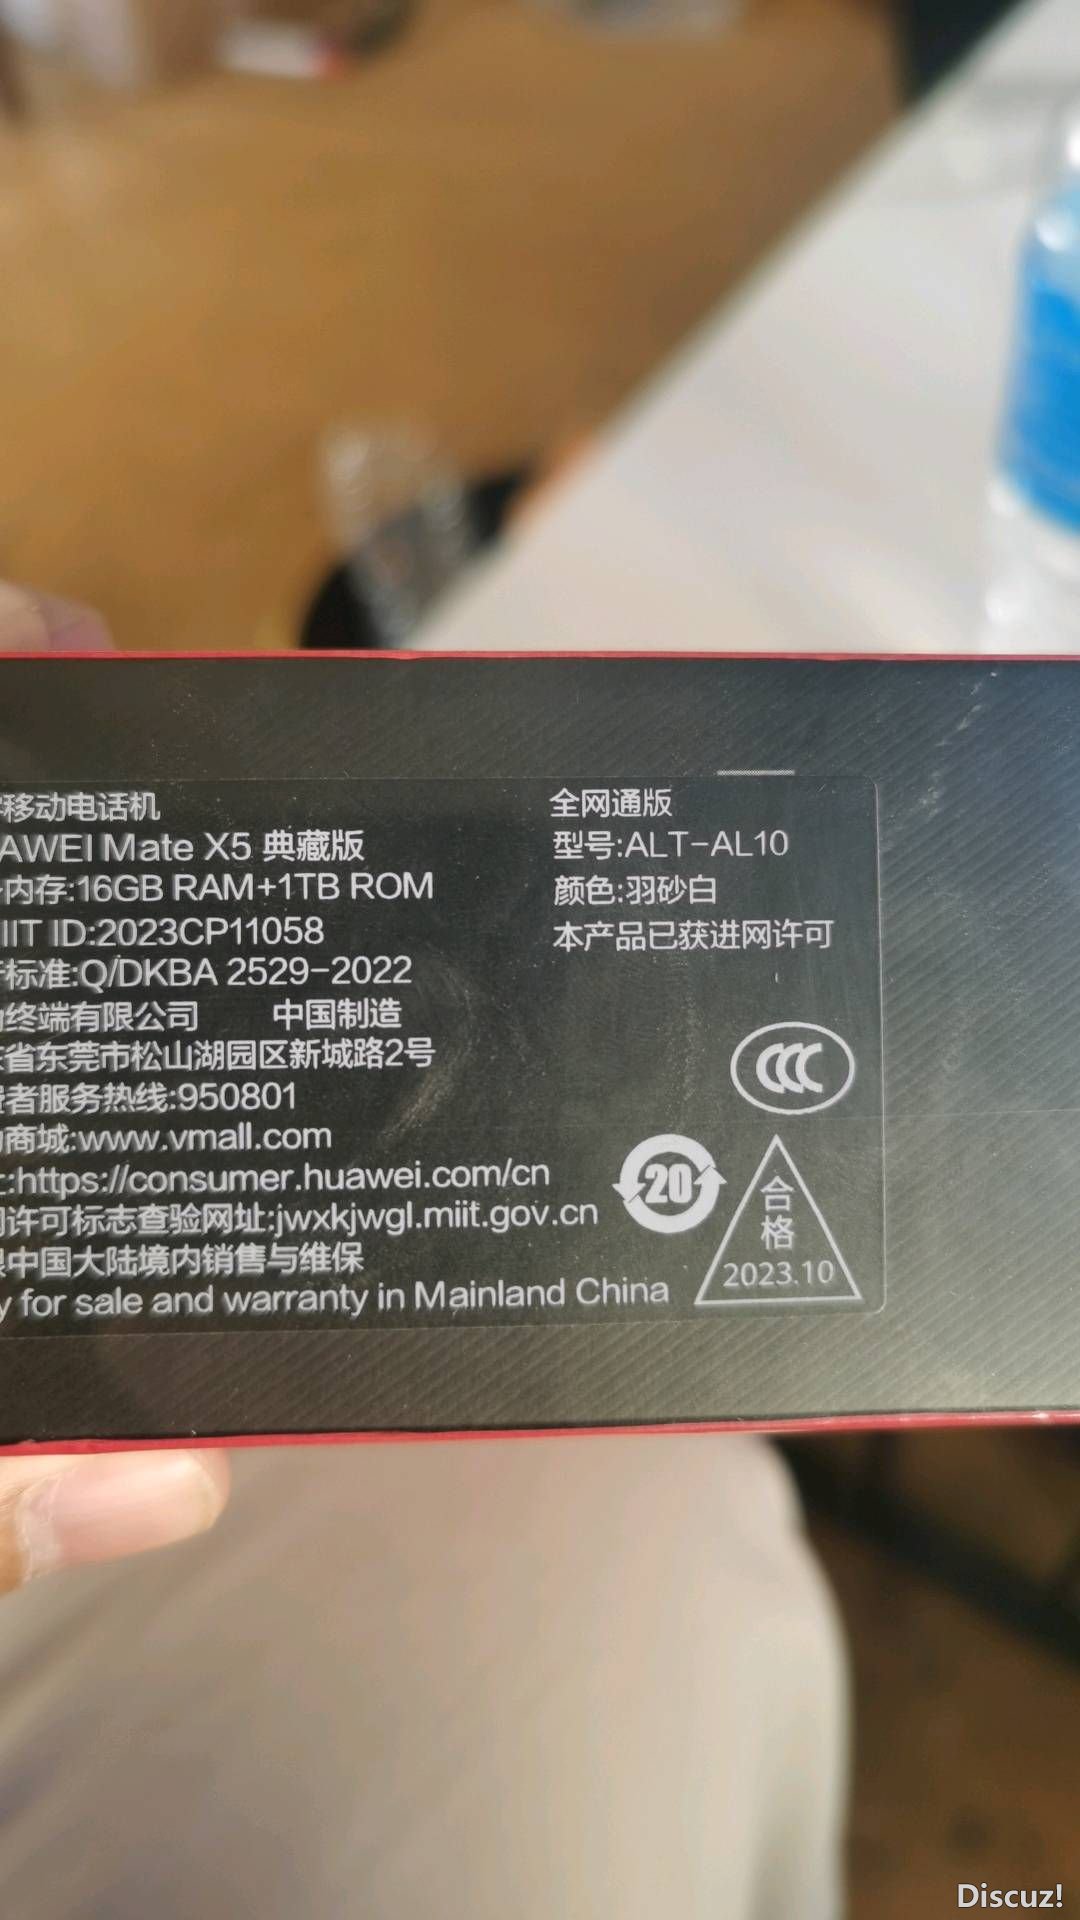 移动电话机
AWEI Mate X5 典藏版
内存:16GB RAM+1TB ROM
IIT ID:2023CP11058
标准:Q/DKBA 2529-2022
终端有限公司 中国制造
省东莞市松山湖园区新城路2号
者服务热线:950801
商城:www.vmall.com
:https://consumer.huawei.com/cn
许可标志查验网址:jwxkjwgl.miit.gov.cn
中国大陆境内销售与维保
y for sale and warranty in Mainland China
全网通版
型号:ALT-AL10
颜色:羽砂白
本产品已获进网许可
CCC
20
合
格
2023.10
Discuz!